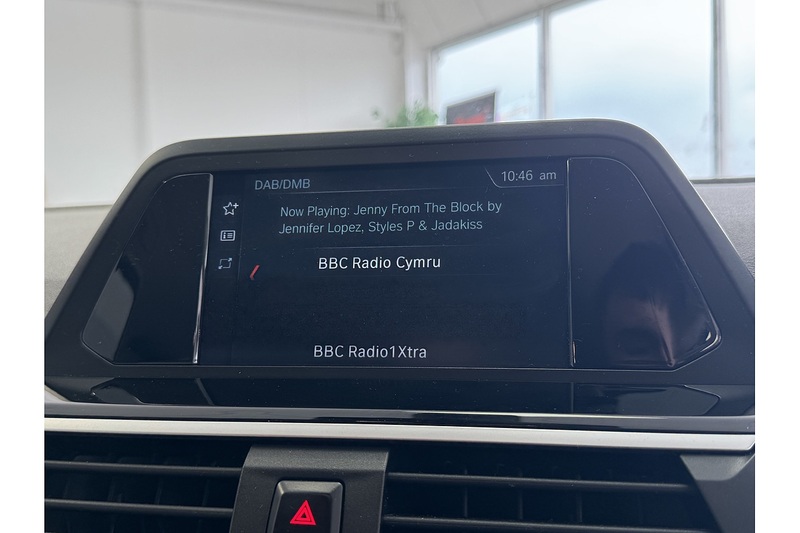 DAB/DMB
10:46 am
Now Playing: Jenny From The Block by
Jennifer Lopez, Styles P & Jadakiss
BBC Radio Cymru
BBC Radio1Xtra